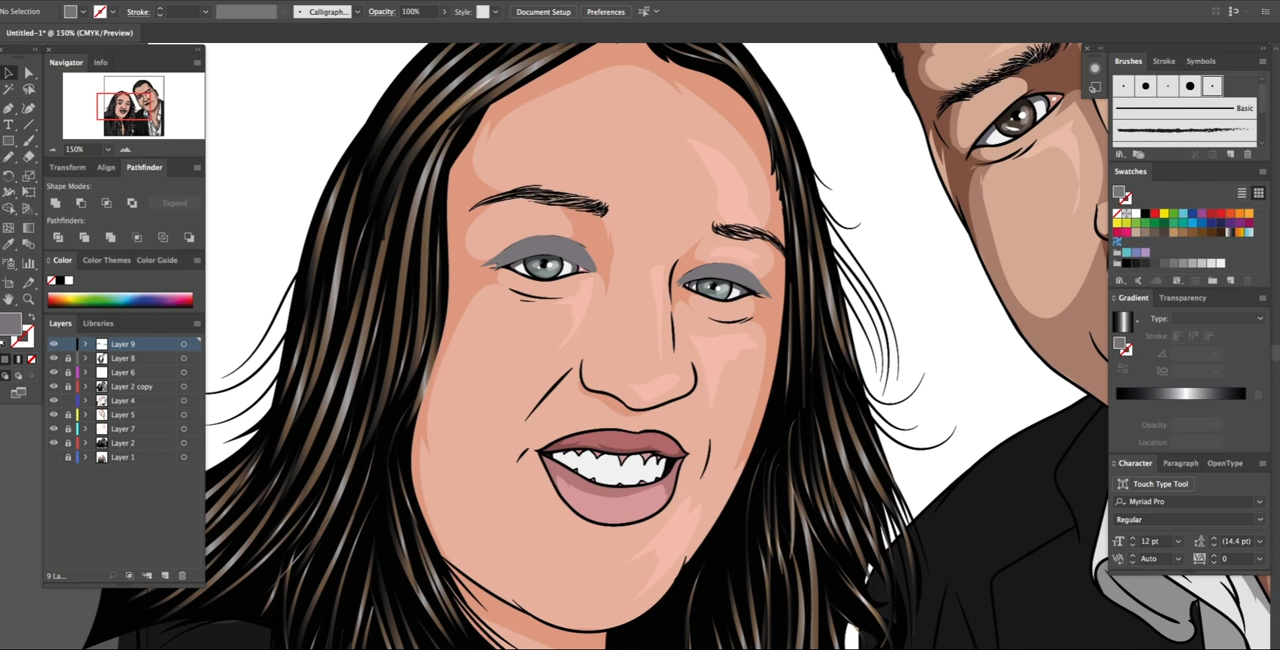 No Selection
Stroke:
Calligraph...
Opacity: 100%
Style:
Document Setup
Preferences
Untitled-1* @ 150% (CMYK/Preview)
Navigator Info
150%
Transform Align Pathfinder
Shape Modes:
Expand
Pathfinders:
Color Color Themes Color Guide
Layers Libraries
Layer 9
Layer 8
Layer 6
Layer 2 copy
Layer 4
Layer 5
Layer 7
Layer 2
Layer 1
9 La...
Brushes Stroke Symbols
Basic
Swatches
Gradient Transparency
Type:
Stroke:
Opacity:
Location:
Character Paragraph OpenType
Touch Type Tool
Myriad Pro
Regular
12 pt (14.4 pt)
Auto 0